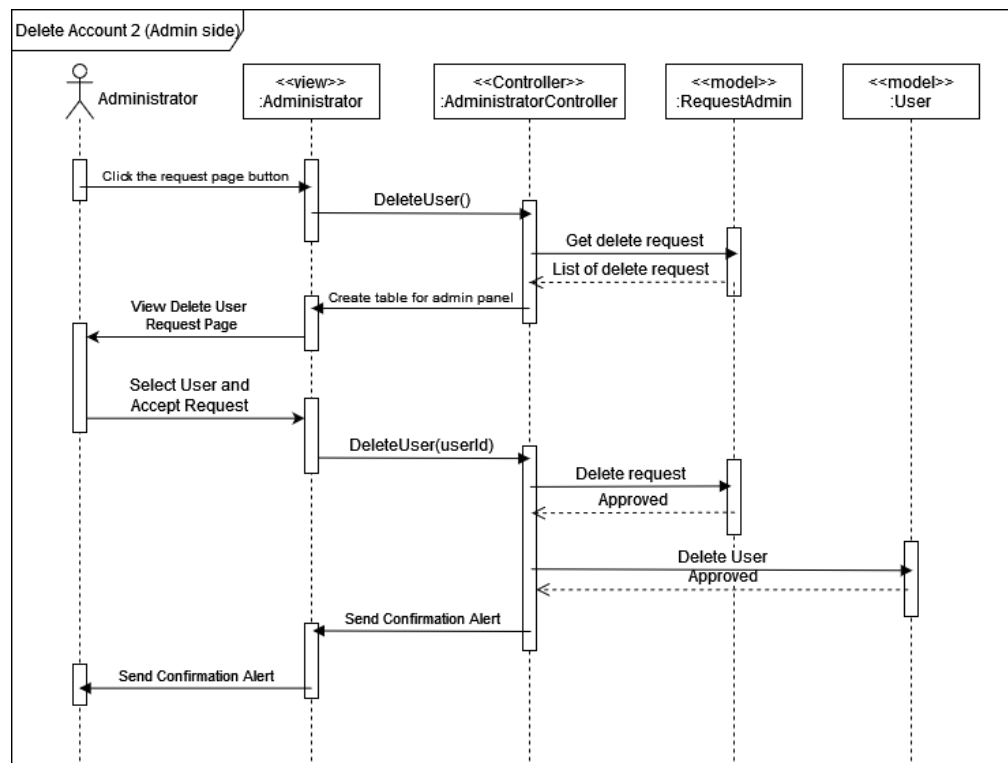 Delete Account 2 (Admin side)
Administrator
<<view>>
:Administrator
<<Controller>>
:AdministratorController
<<model>>
:RequestAdmin
<<model>>
:User
Click the request page button
DeleteUser()
Get delete request
List of delete request
Create table for admin panel
View Delete User
Request Page
Select User and
Accept Request
DeleteUser(userId)
Delete request
Approved
Delete User
Approved
Send Confirmation Alert
Send Confirmation Alert